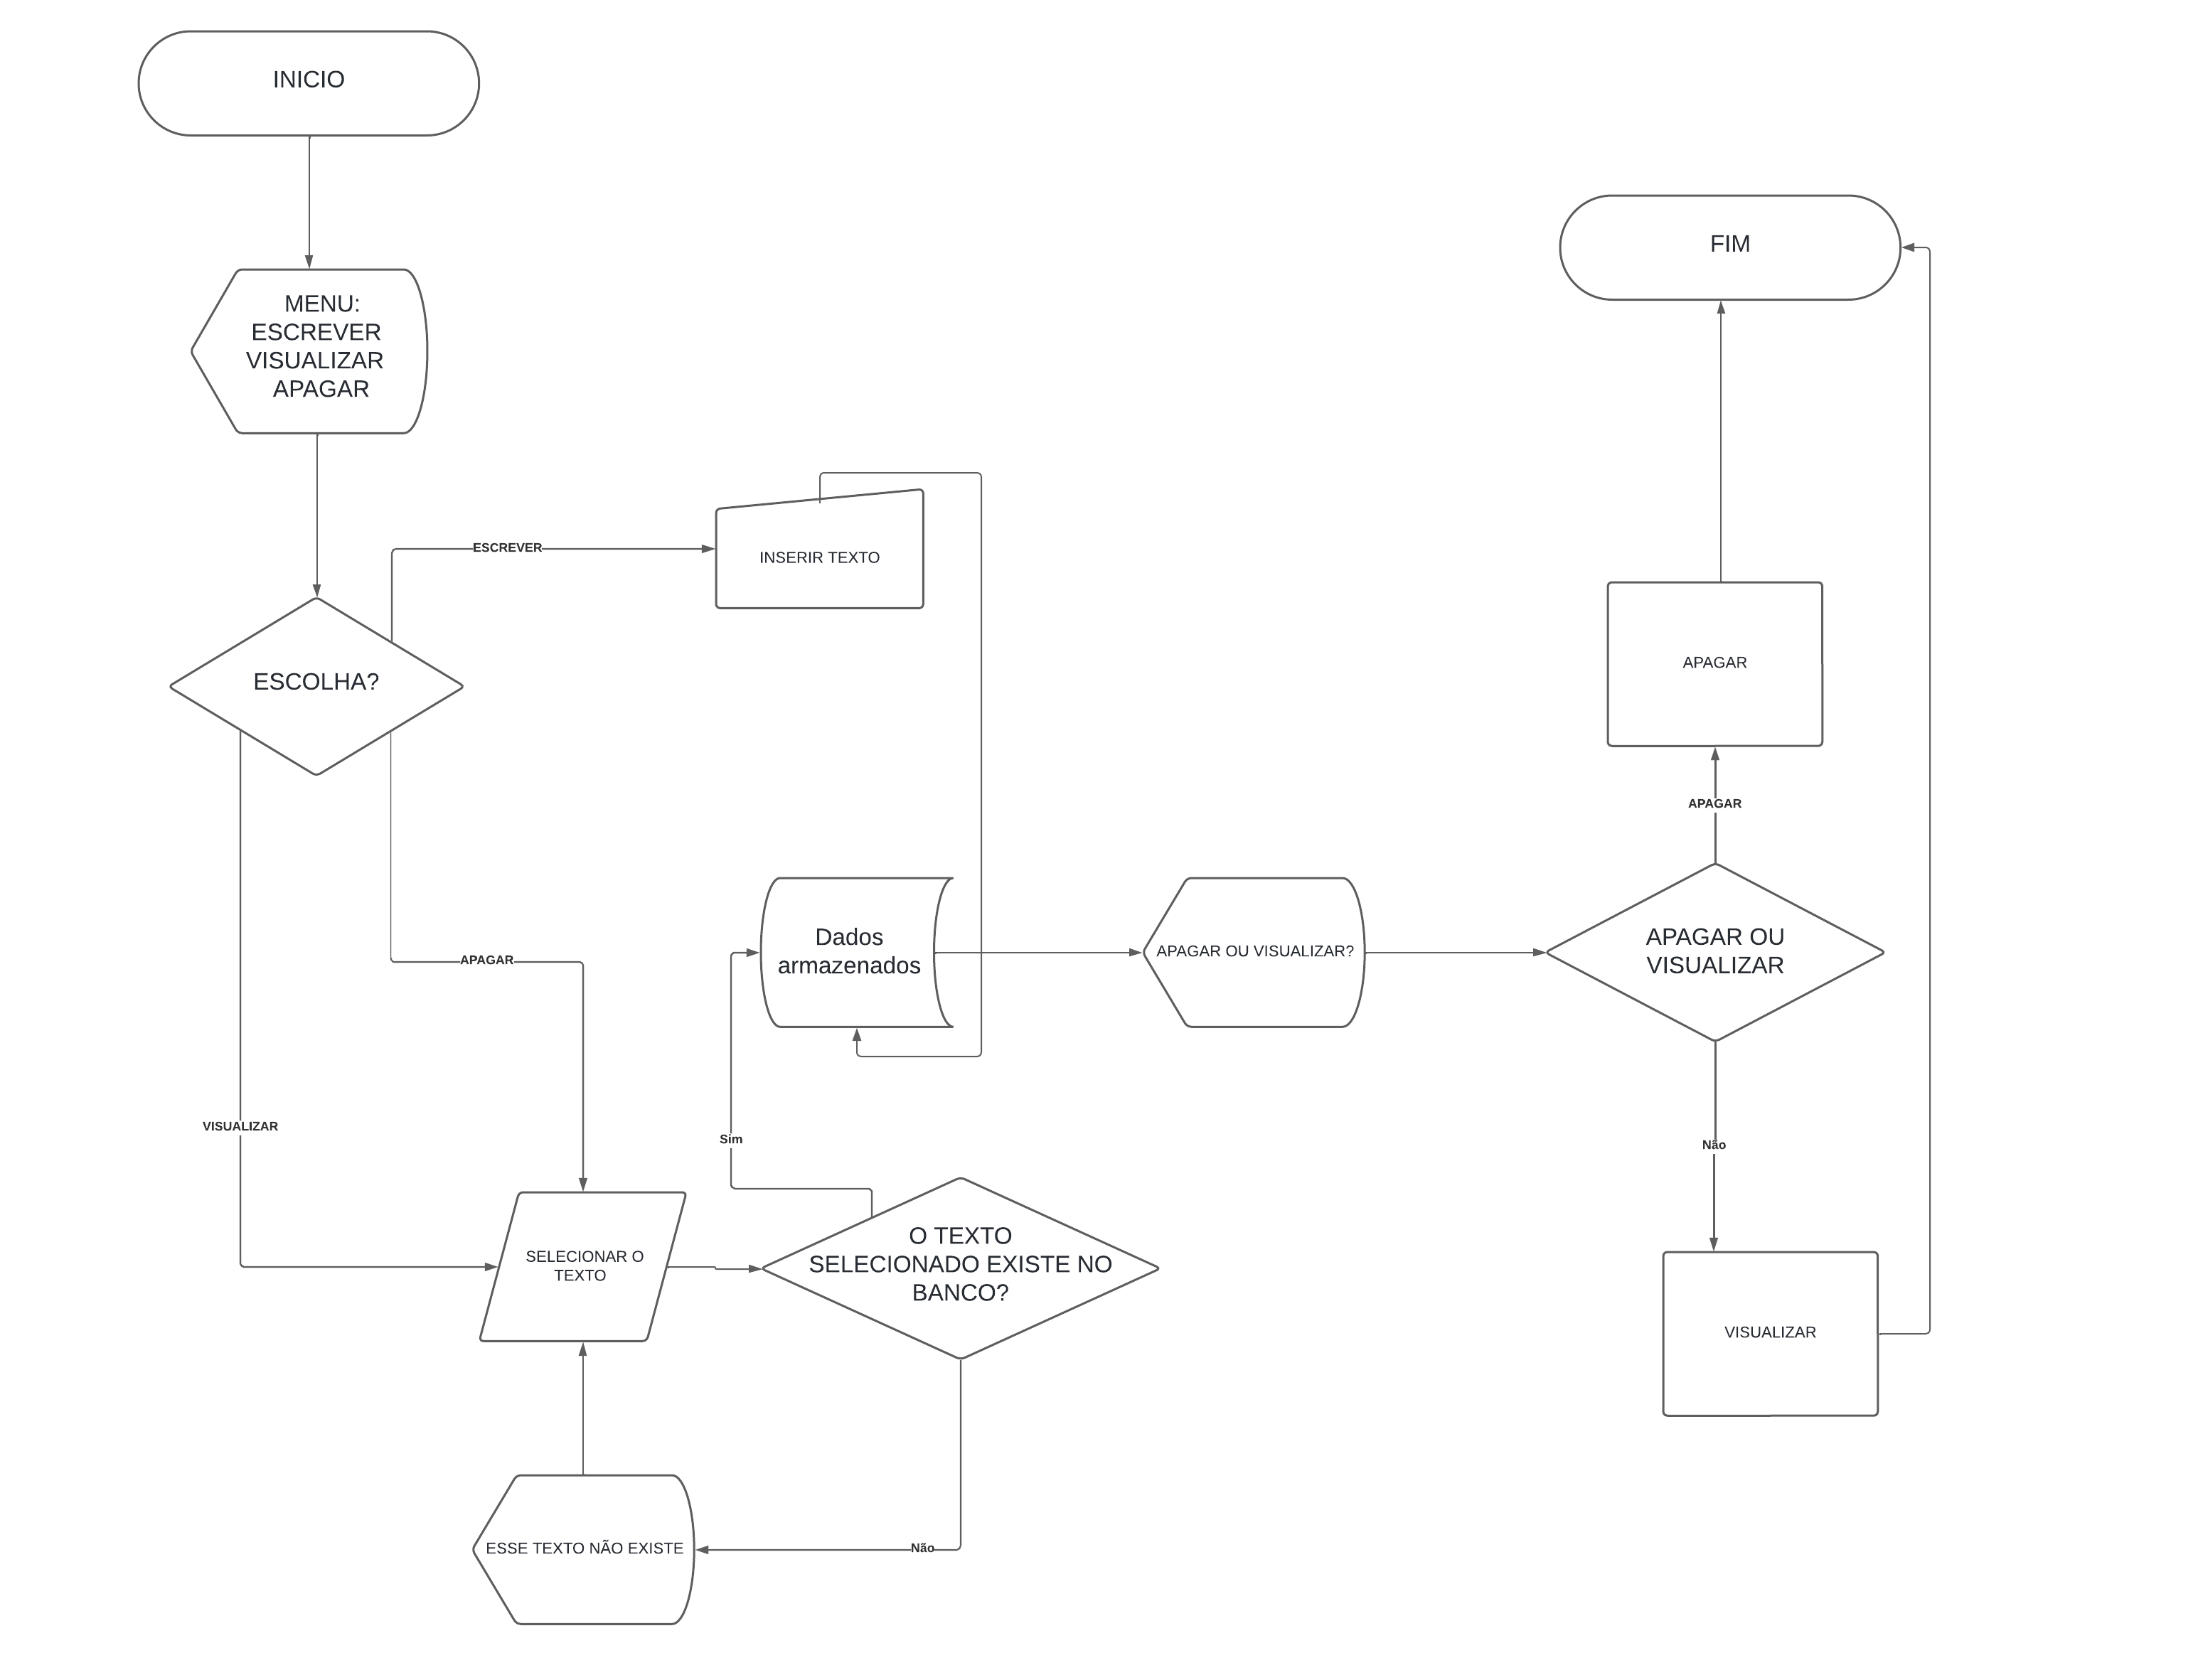 INICIO
MENU:
ESCREVER
VISUALIZAR
APAGAR
ESCOLHA?
ESCREVER
INSERIR TEXTO
APAGAR
VISUALIZAR
SELECIONAR O
TEXTO
O TEXTO
SELECIONADO EXISTE NO
BANCO?
Sim
Não
ESSE TEXTO NÃO EXISTE
Dados
armazenados
APAGAR OU VISUALIZAR?
APAGAR OU
VISUALIZAR
APAGAR
APAGAR
Não
VISUALIZAR
FIM